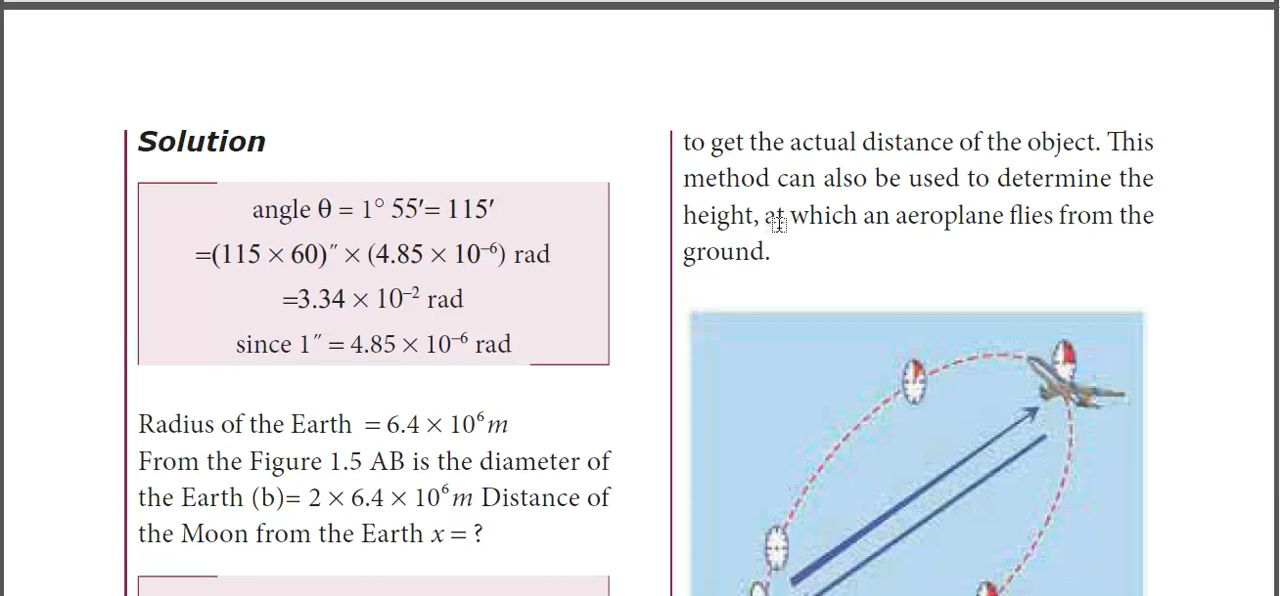 Solution
angle θ = 1° 55′= 115′
=(115 × 60)″ × (4.85 × 10⁻⁶) rad
=3.34 × 10⁻² rad
since 1″ = 4.85 × 10⁻⁶ rad
Radius of the Earth = 6.4 × 10⁶ m
From the Figure 1.5 AB is the diameter of
the Earth (b)= 2 × 6.4 × 10⁶ m Distance of
the Moon from the Earth x = ?
to get the actual distance of the object. This
method can also be used to determine the
height, at which an aeroplane flies from the
ground.